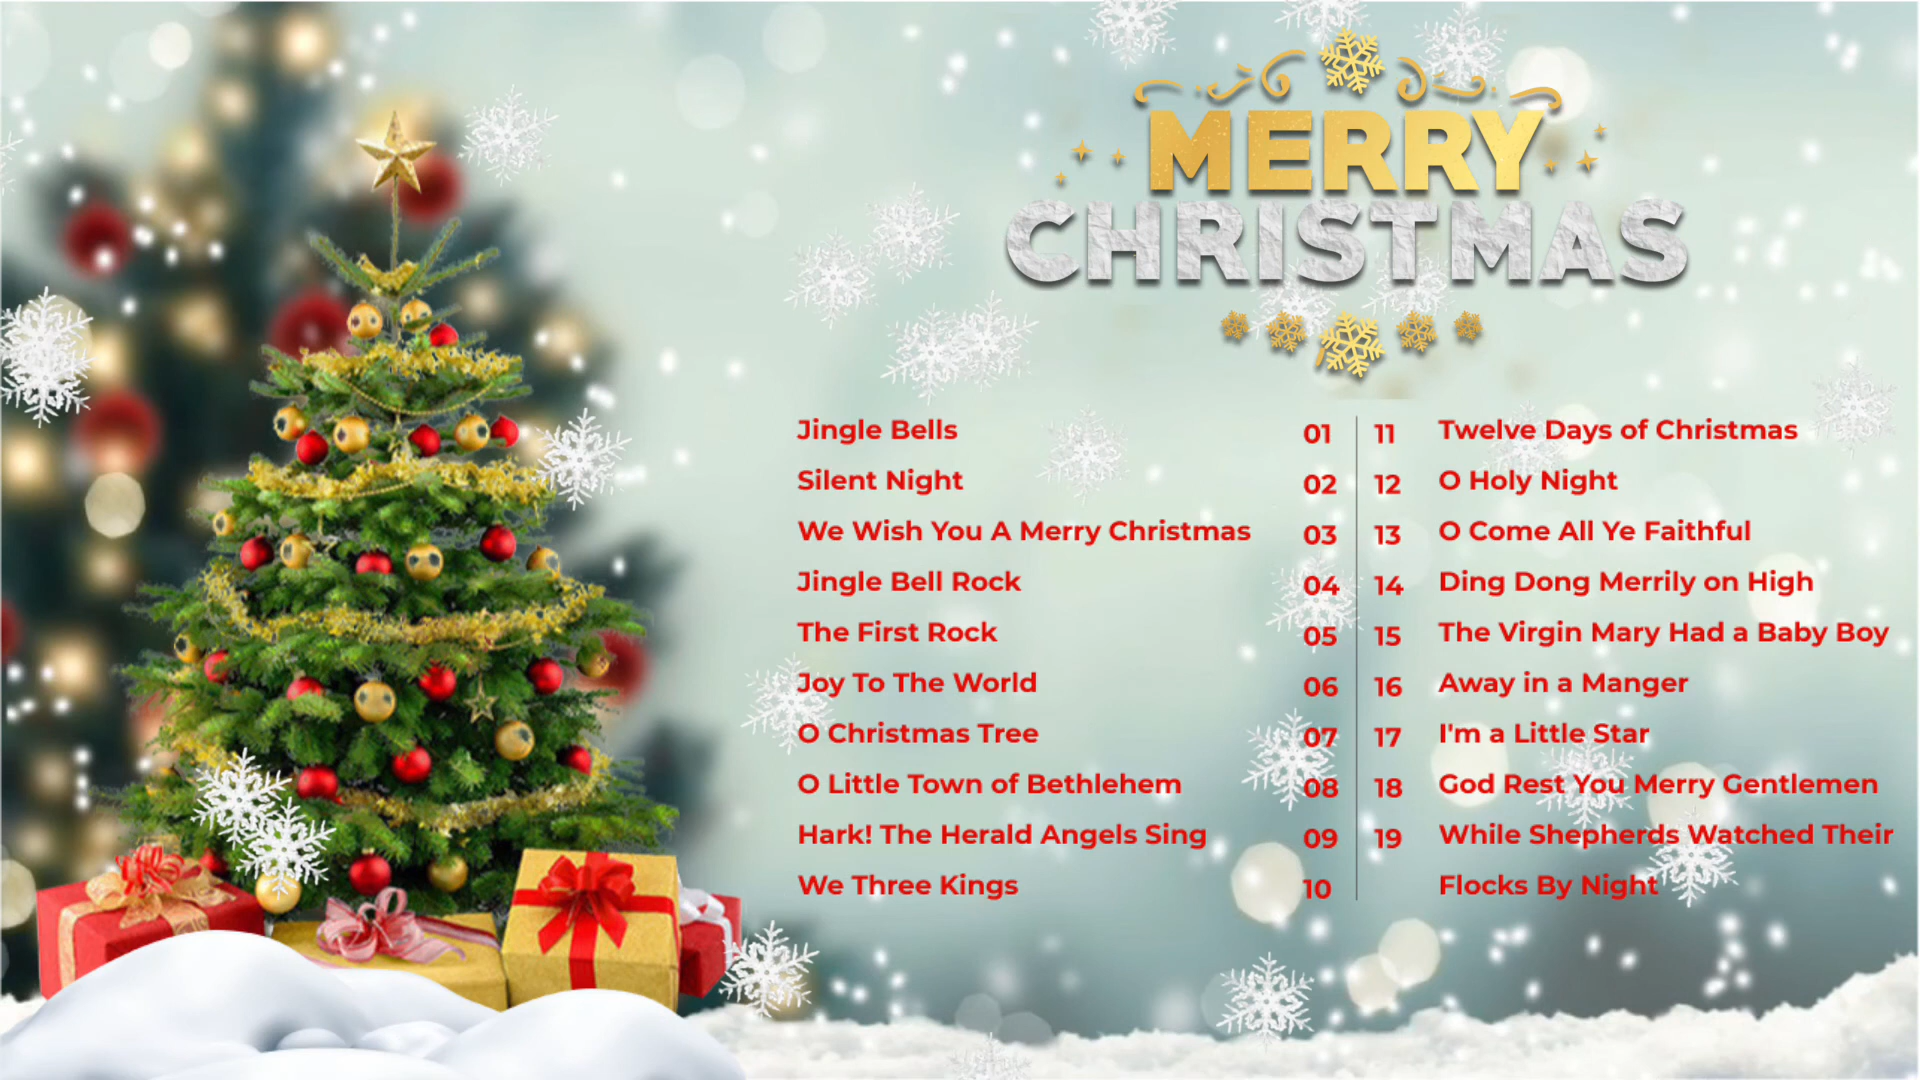 MERRY
CHRISTMAS
Jingle Bells 01
Silent Night 02
We Wish You A Merry Christmas 03
Jingle Bell Rock 04
The First Rock 05
Joy To The World 06
O Christmas Tree 07
O Little Town of Bethlehem 08
Hark! The Herald Angels Sing 09
We Three Kings 10
11 Twelve Days of Christmas
12 O Holy Night
13 O Come All Ye Faithful
14 Ding Dong Merrily on High
15 The Virgin Mary Had a Baby Boy
16 Away in a Manger
17 I'm a Little Star
18 God Rest You Merry Gentlemen
19 While Shepherds Watched Their
Flocks By Night